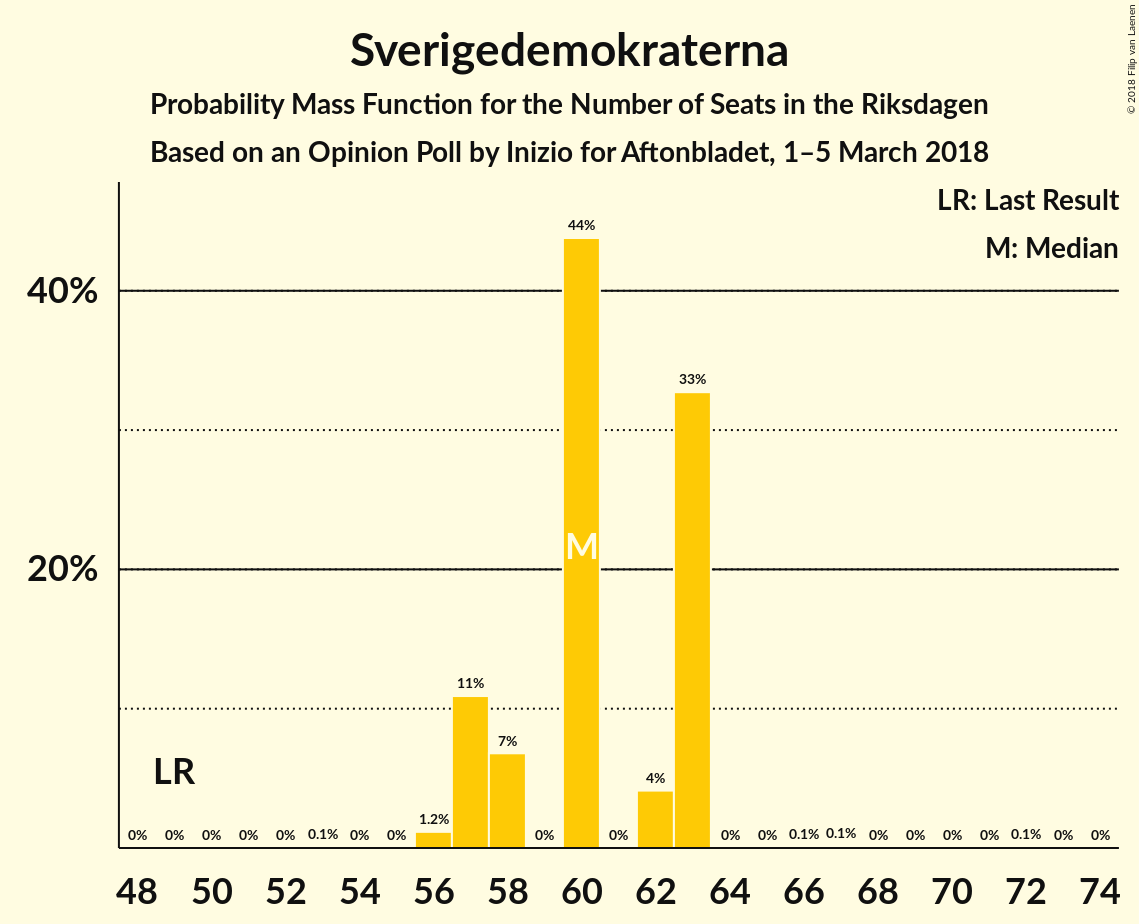 Sverigedemokraterna
Probability Mass Function for the Number of Seats in the Riksdagen
Based on an Opinion Poll by Inizio for Aftonbladet, 1–5 March 2018
© 2018 Filip van Laenen
LR: Last Result
M: Median
44%
40%
33%
M
20%
11%
7%
LR
4%
1.2%
0% 0% 0% 0% 0% 0.1% 0% 0% 0% 0% 0% 0% 0.1% 0.1% 0% 0% 0% 0% 0.1% 0% 0%
48 50 52 54 56 58 60 62 64 66 68 70 72 74